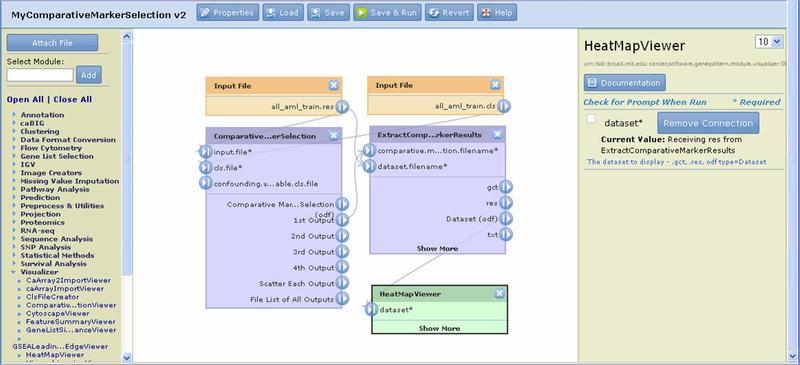 MyComparativeMarkerSelection v2
Properties
Load
Save
Save & Run
Revert
Help
Attach File
Select Module:
Add
Open All | Close All
Annotation
caBIG
Clustering
Data Format Conversion
Flow Cytometry
Gene List Selection
IGV
Image Creators
Missing Value Imputation
Pathway Analysis
Prediction
Preprocess & Utilities
Projection
Proteomics
RNA-seq
Sequence Analysis
SNP Analysis
Statistical Methods
Survival Analysis
Visualizer
CaArray2ImportViewer
caArrayImportViewer
ClsFileCreator
Comparativ...tionViewer
CytoscapeViewer
FeatureSummaryViewer
GeneListSi...anceViewer
GSEALeadin...EdgeViewer
HeatMapViewer
Input File
all_aml_train.res
Input File
all_aml_train.cls
Comparative...erSelection
input.file*
cls.file*
confounding.v...able.cls.file
Comparative Mar...Selection
(odf)
1st Output
2nd Output
3rd Output
4th Output
Scatter Each Output
File List of All Outputs
ExtractComp...rkerResults
comparative.m...tion.filename*
dataset.filename*
gct
res
Dataset (odf)
txt
Show More
HeatMapViewer
dataset*
Show More
HeatMapViewer
10
urn:lsid:broad.mit.edu:cancer.software.genepattern.module.visualizer:00
Documentation
Check for Prompt When Run * Required
dataset* Remove Connection
Current Value: Receiving res from
ExtractComparativeMarkerResults
The dataset to display - .gct, .res, odf type=Dataset